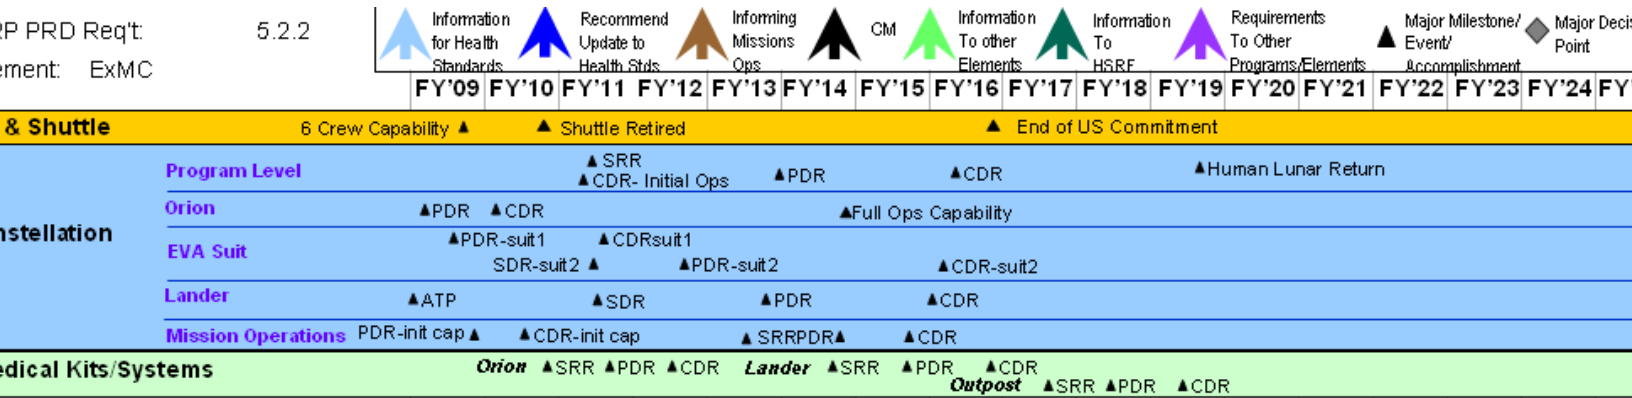 RP PRD Req't: 5.2.2
ement: ExMC
Information for Health Standards
Recommend Update to Health Stds
Informing Missions Ops
CM
Information To other Elements
Information To HSRF
Requirements To Other Programs/Elements
Major Milestone/ Event/ Accomplishment
Major Decis Point
FY'09 FY'10 FY'11 FY'12 FY'13 FY'14 FY'15 FY'16 FY'17 FY'18 FY'19 FY'20 FY'21 FY'22 FY'23 FY'24 FY'
& Shuttle 6 Crew Capability Shuttle Retired End of US Commitment
nstellation
Program Level SRR PDR CDR Human Lunar Return
CDR- Initial Ops
Orion PDR CDR Full Ops Capability
EVA Suit PDR-suit1 CDRsuit1
SDR-suit2 PDR-suit2 CDR-suit2
Lander ATP SDR PDR CDR
Mission Operations PDR-init cap CDR-init cap SRRPDR CDR
edical Kits/Systems Orion SRR PDR CDR Lander SRR PDR CDR
Outpost SRR PDR CDR